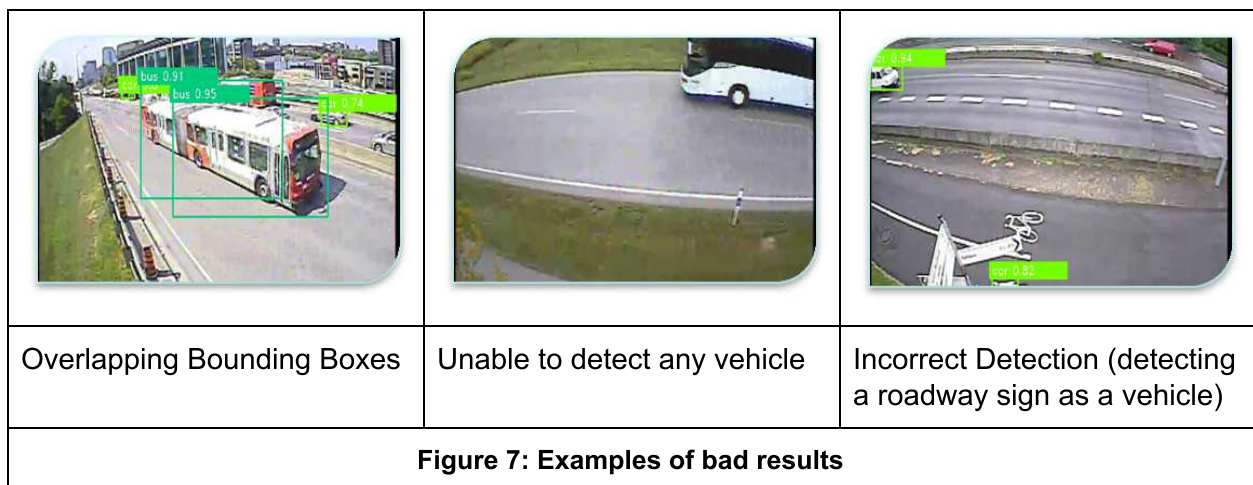 bus 0.91
bus 0.95
car 0.74
0.94
car 0.82
Overlapping Bounding Boxes
Unable to detect any vehicle
Incorrect Detection (detecting
a roadway sign as a vehicle)
Figure 7: Examples of bad results